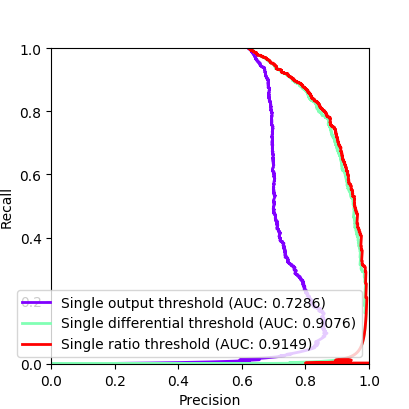 1.0
0.8
0.6
0.4
0.2
0.0
Recall
Single output threshold (AUC: 0.7286)
Single differential threshold (AUC: 0.9076)
Single ratio threshold (AUC: 0.9149)
0.0 0.2 0.4 0.6 0.8 1.0
Precision